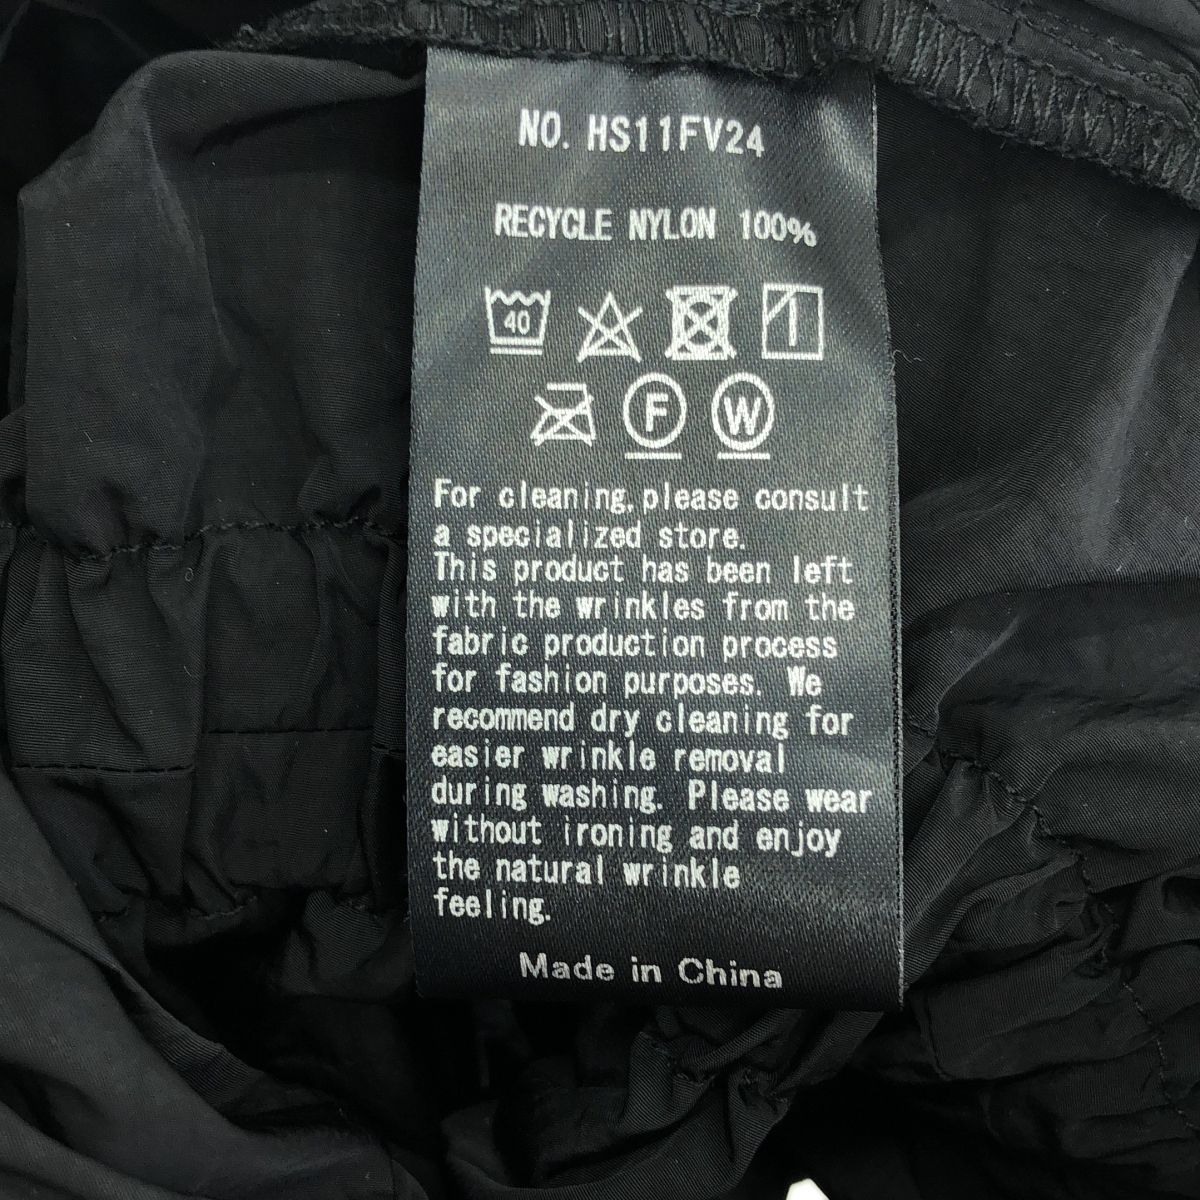 NO. HS11FV24
RECYCLE NYLON 100%
40
F W
For cleaning, please consult
a specialized store.
This product has been left
with the wrinkles from the
fabric production process
for fashion purposes. We
recommend dry cleaning for
easier wrinkle removal
during washing. Please wear
without ironing and enjoy
the natural wrinkle
feeling.
Made in China